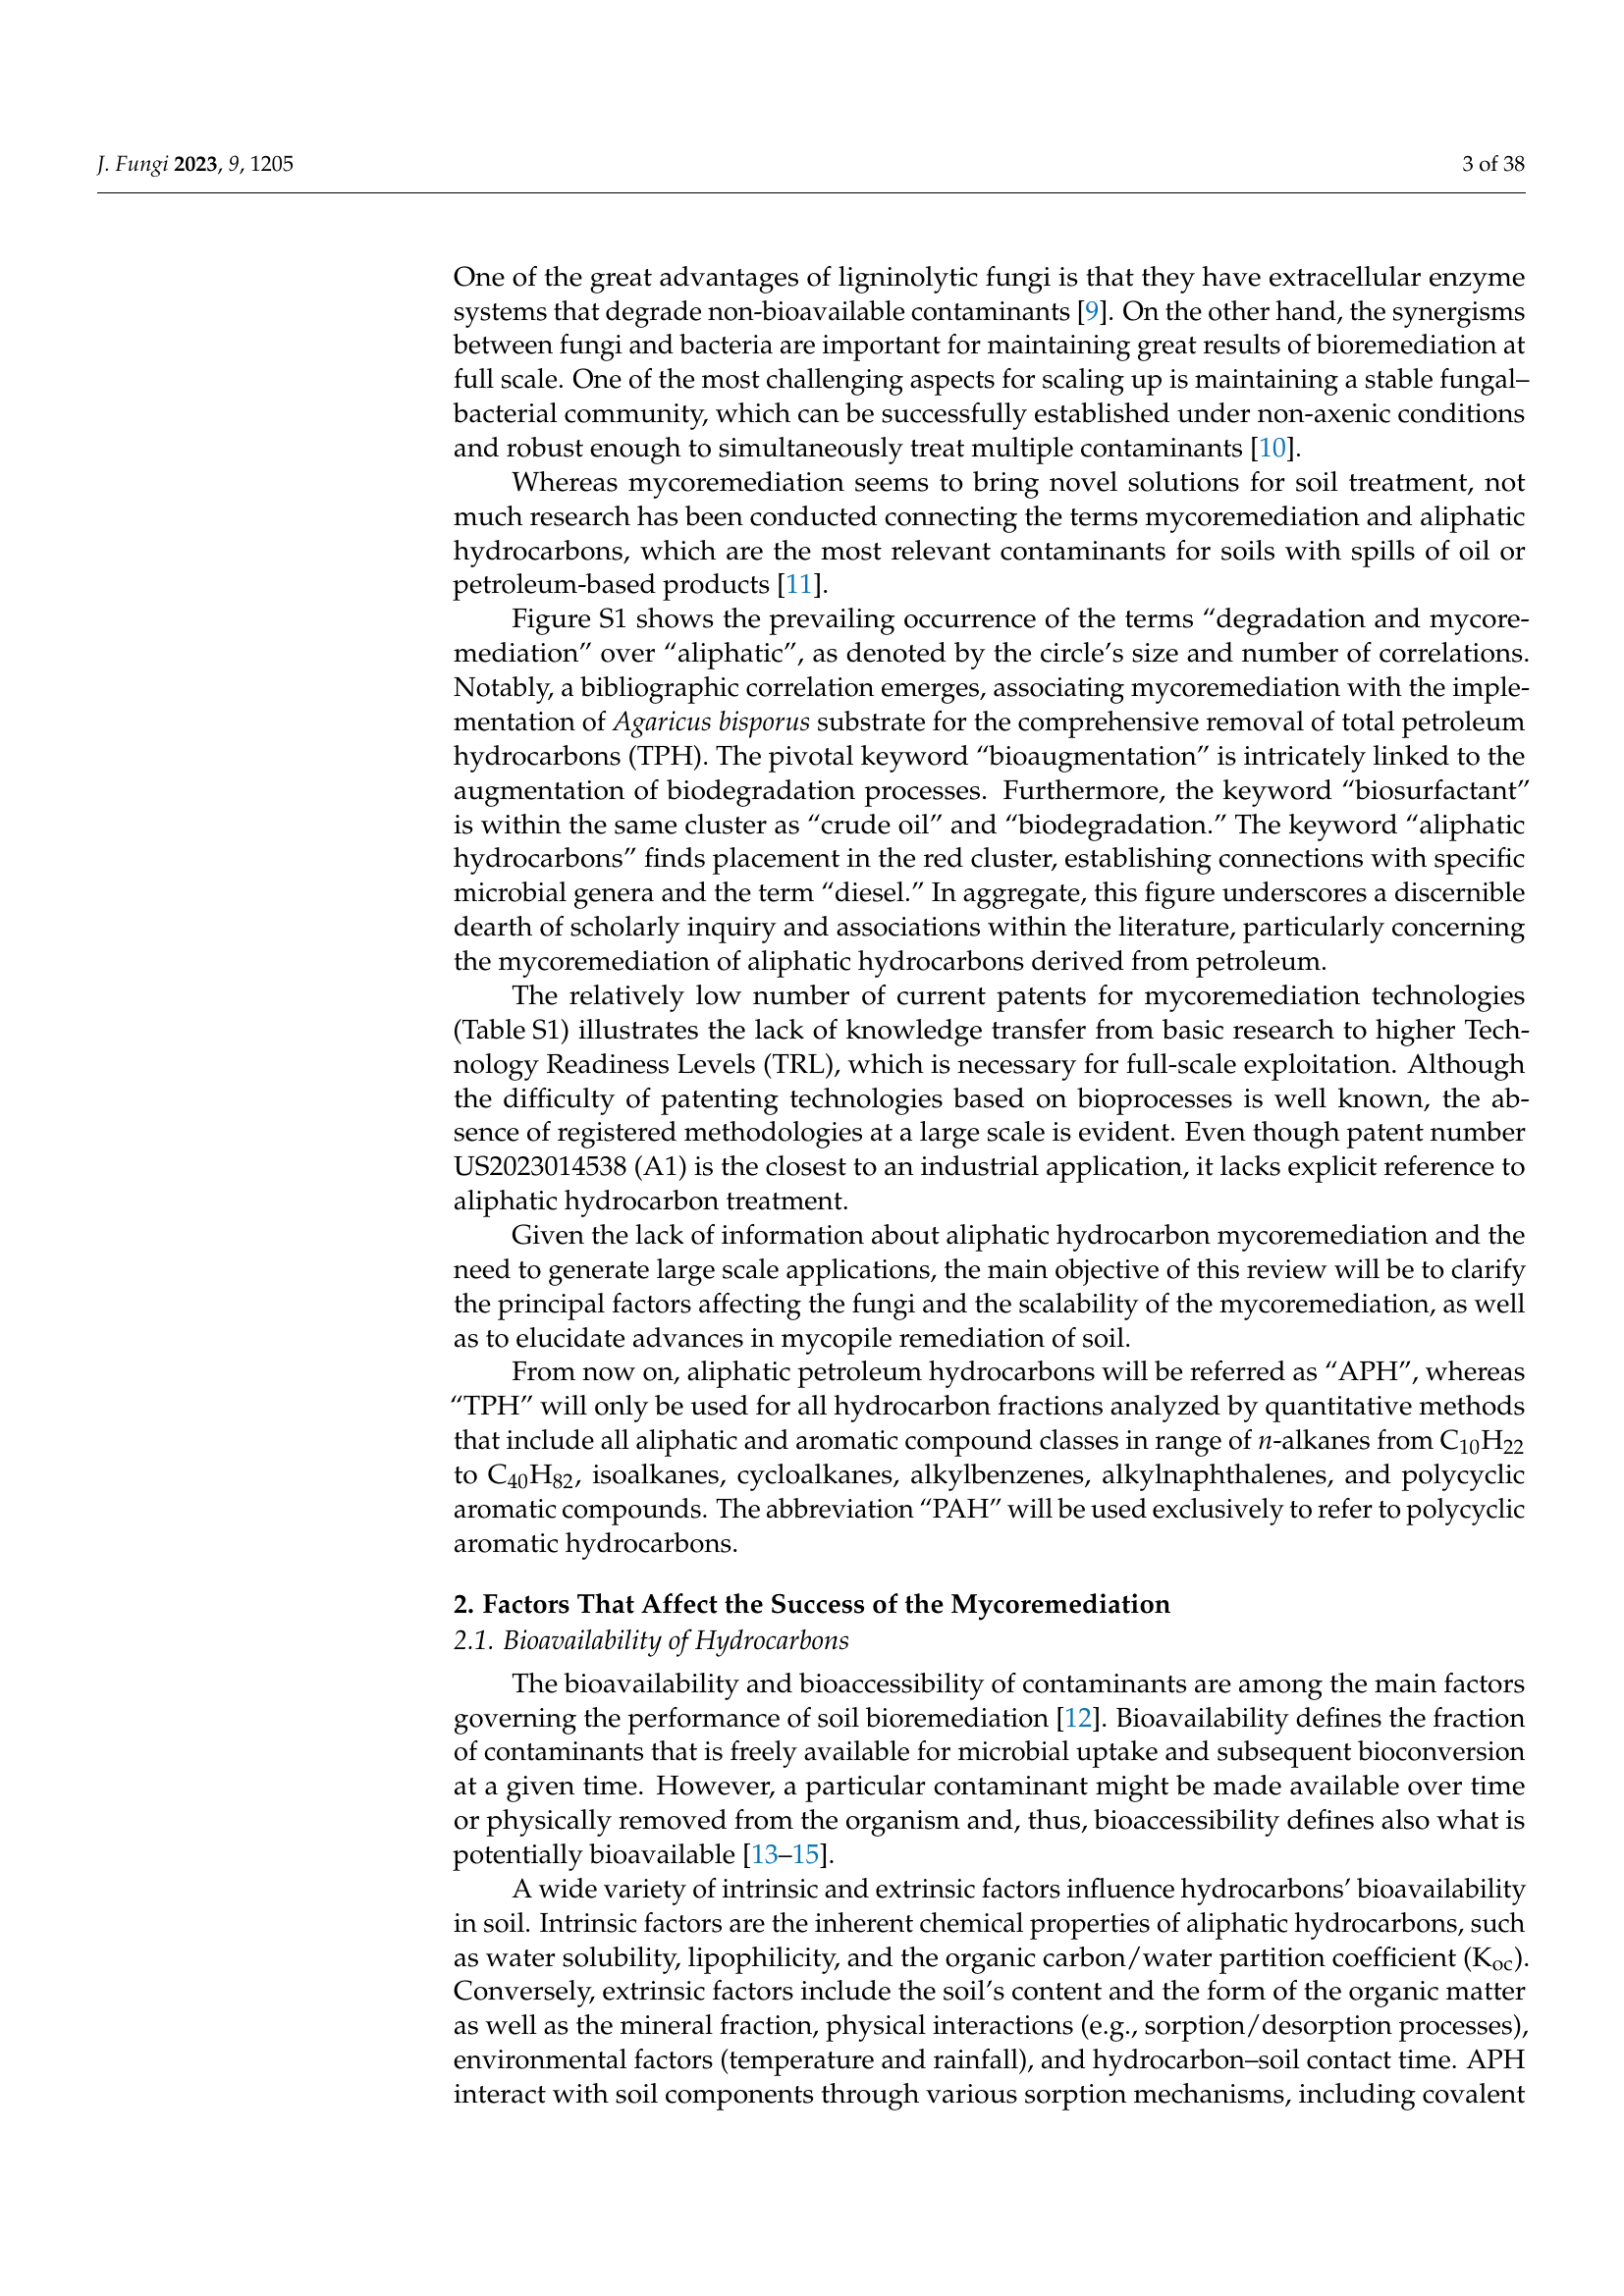 J. Fungi 2023, 9, 1205
3 of 38
One of the great advantages of ligninolytic fungi is that they have extracellular enzyme
systems that degrade non-bioavailable contaminants [9]. On the other hand, the synergisms
between fungi and bacteria are important for maintaining great results of bioremediation at
full scale. One of the most challenging aspects for scaling up is maintaining a stable fungal–
bacterial community, which can be successfully established under non-axenic conditions
and robust enough to simultaneously treat multiple contaminants [10].
Whereas mycoremediation seems to bring novel solutions for soil treatment, not
much research has been conducted connecting the terms mycoremediation and aliphatic
hydrocarbons, which are the most relevant contaminants for soils with spills of oil or
petroleum-based products [11].
Figure S1 shows the prevailing occurrence of the terms “degradation and mycore-
mediation” over “aliphatic”, as denoted by the circle’s size and number of correlations.
Notably, a bibliographic correlation emerges, associating mycoremediation with the imple-
mentation of Agaricus bisporus substrate for the comprehensive removal of total petroleum
hydrocarbons (TPH). The pivotal keyword “bioaugmentation” is intricately linked to the
augmentation of biodegradation processes. Furthermore, the keyword “biosurfactant”
is within the same cluster as “crude oil” and “biodegradation.” The keyword “aliphatic
hydrocarbons” finds placement in the red cluster, establishing connections with specific
microbial genera and the term “diesel.” In aggregate, this figure underscores a discernible
dearth of scholarly inquiry and associations within the literature, particularly concerning
the mycoremediation of aliphatic hydrocarbons derived from petroleum.
The relatively low number of current patents for mycoremediation technologies
(Table S1) illustrates the lack of knowledge transfer from basic research to higher Tech-
nology Readiness Levels (TRL), which is necessary for full-scale exploitation. Although
the difficulty of patenting technologies based on bioprocesses is well known, the ab-
sence of registered methodologies at a large scale is evident. Even though patent number
US2023014538 (A1) is the closest to an industrial application, it lacks explicit reference to
aliphatic hydrocarbon treatment.
Given the lack of information about aliphatic hydrocarbon mycoremediation and the
need to generate large scale applications, the main objective of this review will be to clarify
the principal factors affecting the fungi and the scalability of the mycoremediation, as well
as to elucidate advances in mycopile remediation of soil.
From now on, aliphatic petroleum hydrocarbons will be referred as “APH”, whereas
“TPH” will only be used for all hydrocarbon fractions analyzed by quantitative methods
that include all aliphatic and aromatic compound classes in range of n-alkanes from C₁₀H₂₂
to C₄₀H₈₂, isoalkanes, cycloalkanes, alkylbenzenes, alkylnaphthalenes, and polycyclic
aromatic compounds. The abbreviation “PAH” will be used exclusively to refer to polycyclic
aromatic hydrocarbons.
2. Factors That Affect the Success of the Mycoremediation
2.1. Bioavailability of Hydrocarbons
The bioavailability and bioaccessibility of contaminants are among the main factors
governing the performance of soil bioremediation [12]. Bioavailability defines the fraction
of contaminants that is freely available for microbial uptake and subsequent bioconversion
at a given time. However, a particular contaminant might be made available over time
or physically removed from the organism and, thus, bioaccessibility defines also what is
potentially bioavailable [13–15].
A wide variety of intrinsic and extrinsic factors influence hydrocarbons’ bioavailability
in soil. Intrinsic factors are the inherent chemical properties of aliphatic hydrocarbons, such
as water solubility, lipophilicity, and the organic carbon/water partition coefficient (Koc).
Conversely, extrinsic factors include the soil’s content and the form of the organic matter
as well as the mineral fraction, physical interactions (e.g., sorption/desorption processes),
environmental factors (temperature and rainfall), and hydrocarbon–soil contact time. APH
interact with soil components through various sorption mechanisms, including covalent